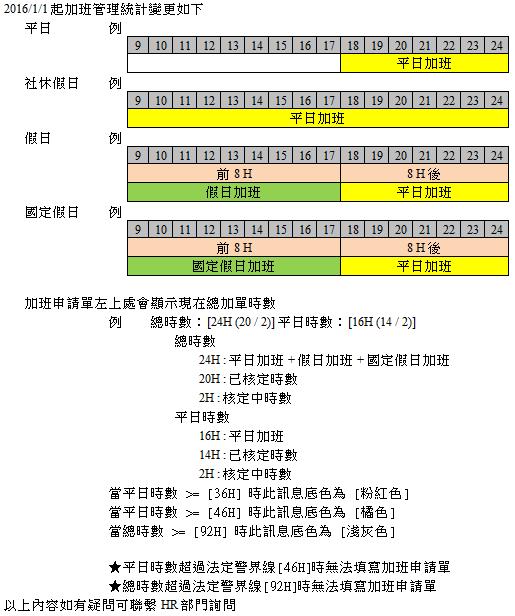 2016/1/1 起加班管理統計變更如下
平日 例
9 10 11 12 13 14 15 16 17 18 19 20 21 22 23 24
平日加班
社休假日 例
9 10 11 12 13 14 15 16 17 18 19 20 21 22 23 24
平日加班
假日 例
9 10 11 12 13 14 15 16 17 18 19 20 21 22 23 24
前 8 H 8 H 後
假日加班 平日加班
國定假日 例
9 10 11 12 13 14 15 16 17 18 19 20 21 22 23 24
前 8H 8H 後
國定假日加班 平日加班
加班申請單左上處會顯示現在總加單時數
例 總時數：[24H (20 / 2)] 平日時數：[16H (14 / 2)]
總時數
24H : 平日加班 + 假日加班 + 國定假日加班
20H : 已核定時數
2H : 核定中時數
平日時數
16H : 平日加班
14H : 已核定時數
2H : 核定中時數
當平日時數 >= [36H] 時此訊息底色為 [粉紅色]
當平日時數 >= [46H] 時此訊息底色為 [橘色]
當總時數 >= [92H] 時此訊息底色為 [淺灰色]
★平日時數超過法定警界線[46H]時無法填寫加班申請單
★總時數超過法定警界線[92H]時無法填寫加班申請單
以上內容如有疑問可聯繫 HR 部門詢問